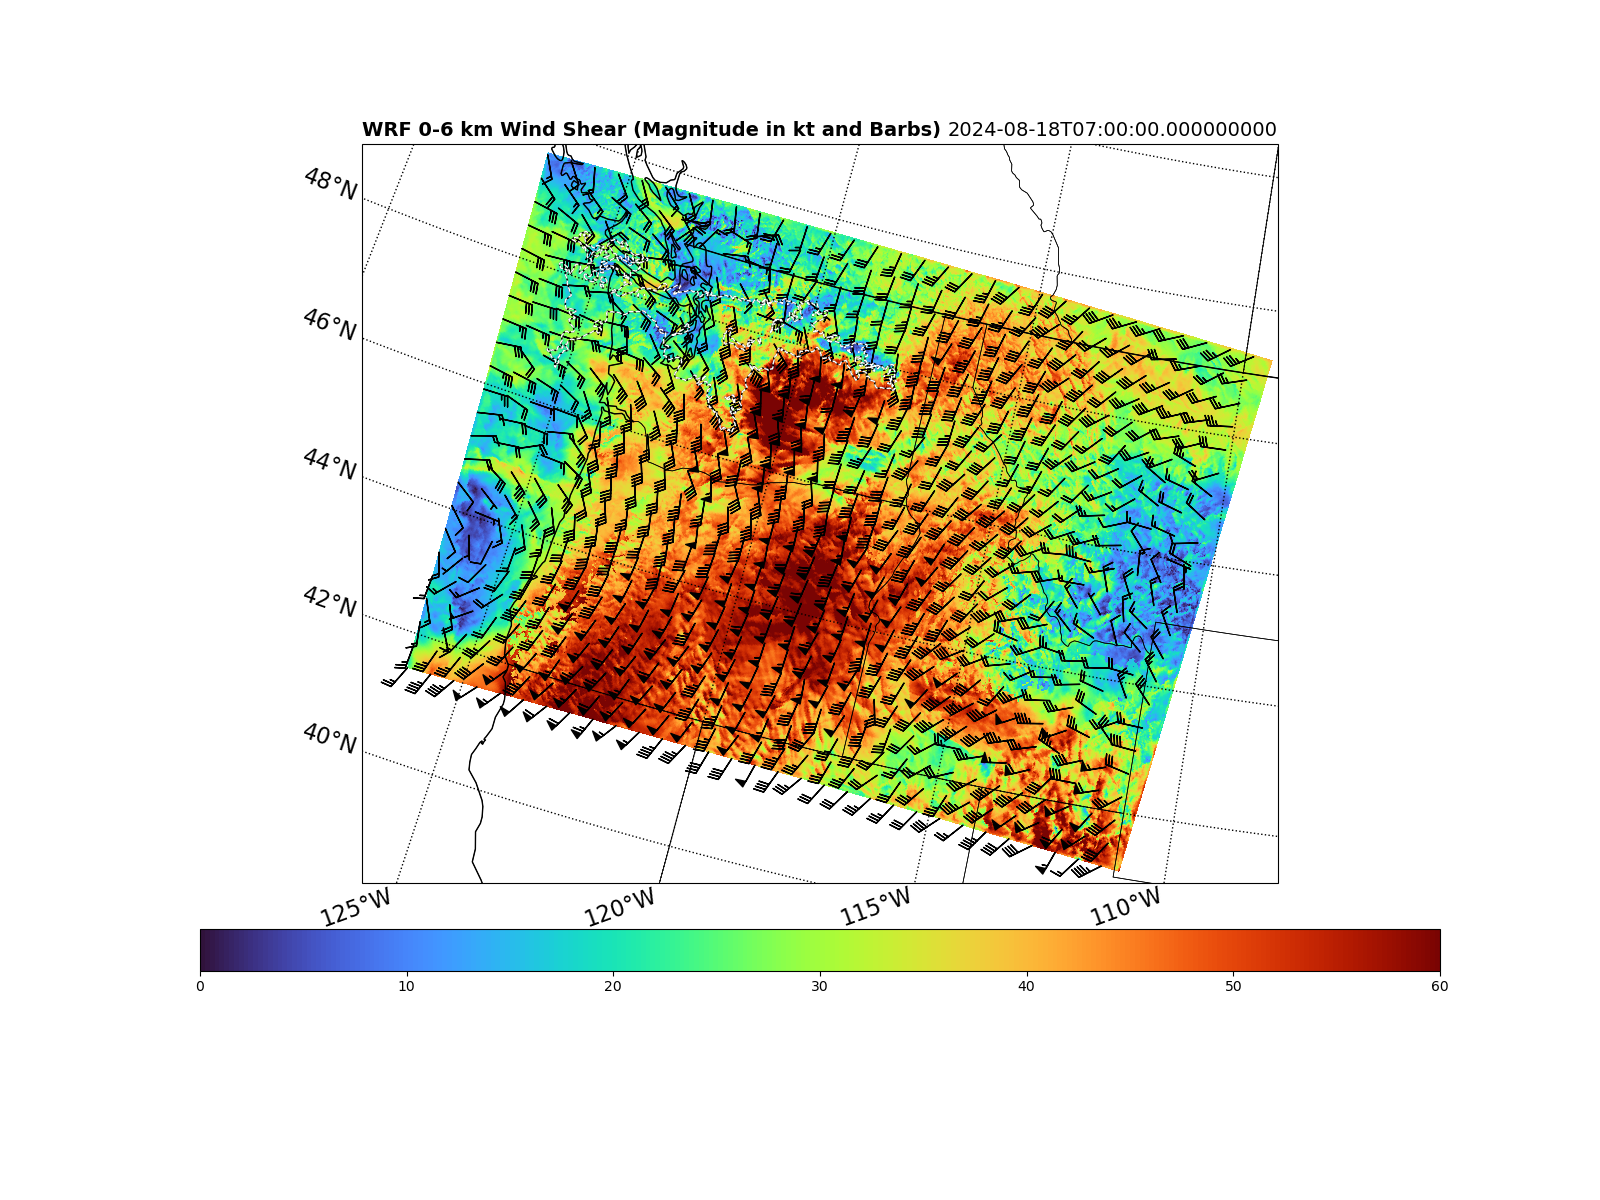 WRF 0-6 km Wind Shear (Magnitude in kt and Barbs) 2024-08-18T07:00:00.000000000
48°N
46°N
44°N
42°N
40°N
125°W 120°W 115°W 110°W
0 10 20 30 40 50 60